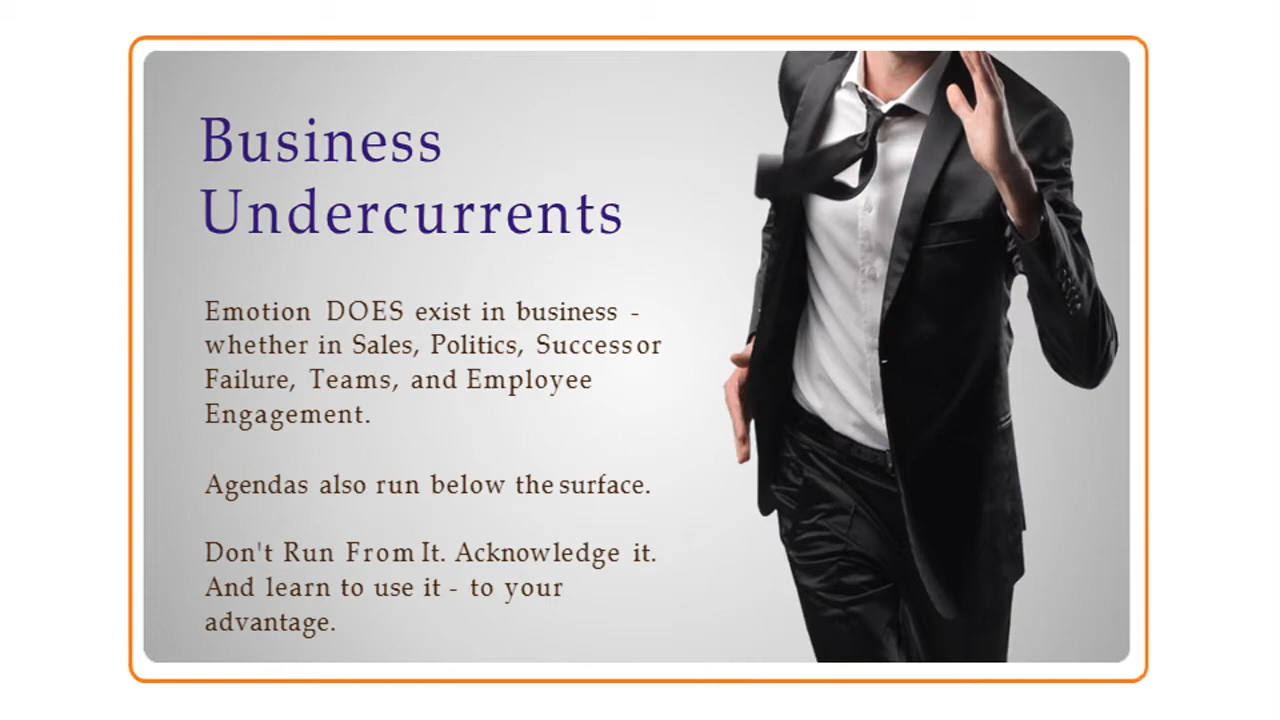 Business
Undercurrents
Emotion DOES exist in business -
whether in Sales, Politics, Success or
Failure, Teams, and Employee
Engagement.
Agendas also run below the surface.
Don't Run From It. Acknowledge it.
And learn to use it - to your
advantage.